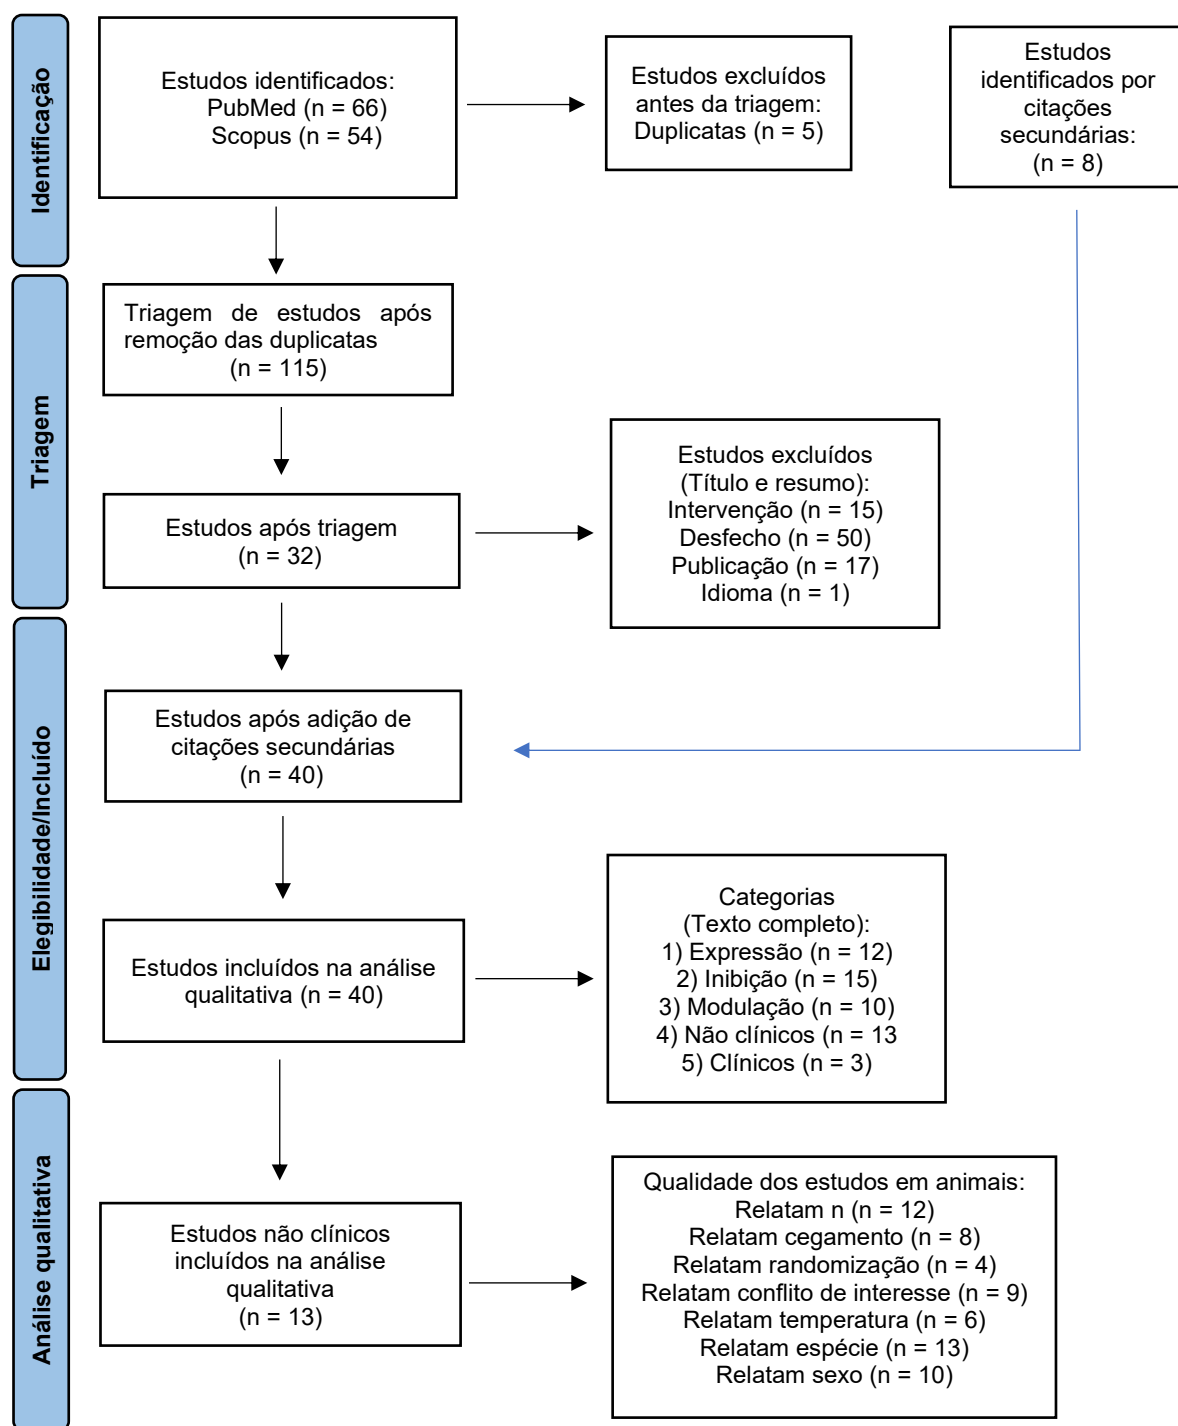 Identificação
Estudos identificados:
PubMed (n = 66)
Scopus (n = 54)
Estudos excluídos
antes da triagem:
Duplicatas (n = 5)
Estudos
identificados por
citações
secundárias:
(n = 8)
Triagem
Triagem de estudos após
remoção das duplicatas
(n = 115)
Estudos após triagem
(n = 32)
Estudos excluídos
(Título e resumo):
Intervenção (n = 15)
Desfecho (n = 50)
Publicação (n = 17)
Idioma (n = 1)
Elegibilidade/Incluído
Estudos após adição de
citações secundárias
(n = 40)
Estudos incluídos na análise
qualitativa (n = 40)
Categorias
(Texto completo):
1) Expressão (n = 12)
2) Inibição (n = 15)
3) Modulação (n = 10)
4) Não clínicos (n = 13
5) Clínicos (n = 3)
Análise qualitativa
Estudos não clínicos
incluídos na análise
qualitativa
(n = 13)
Qualidade dos estudos em animais:
Relatam n (n = 12)
Relatam cegamento (n = 8)
Relatam randomização (n = 4)
Relatam conflito de interesse (n = 9)
Relatam temperatura (n = 6)
Relatam espécie (n = 13)
Relatam sexo (n = 10)